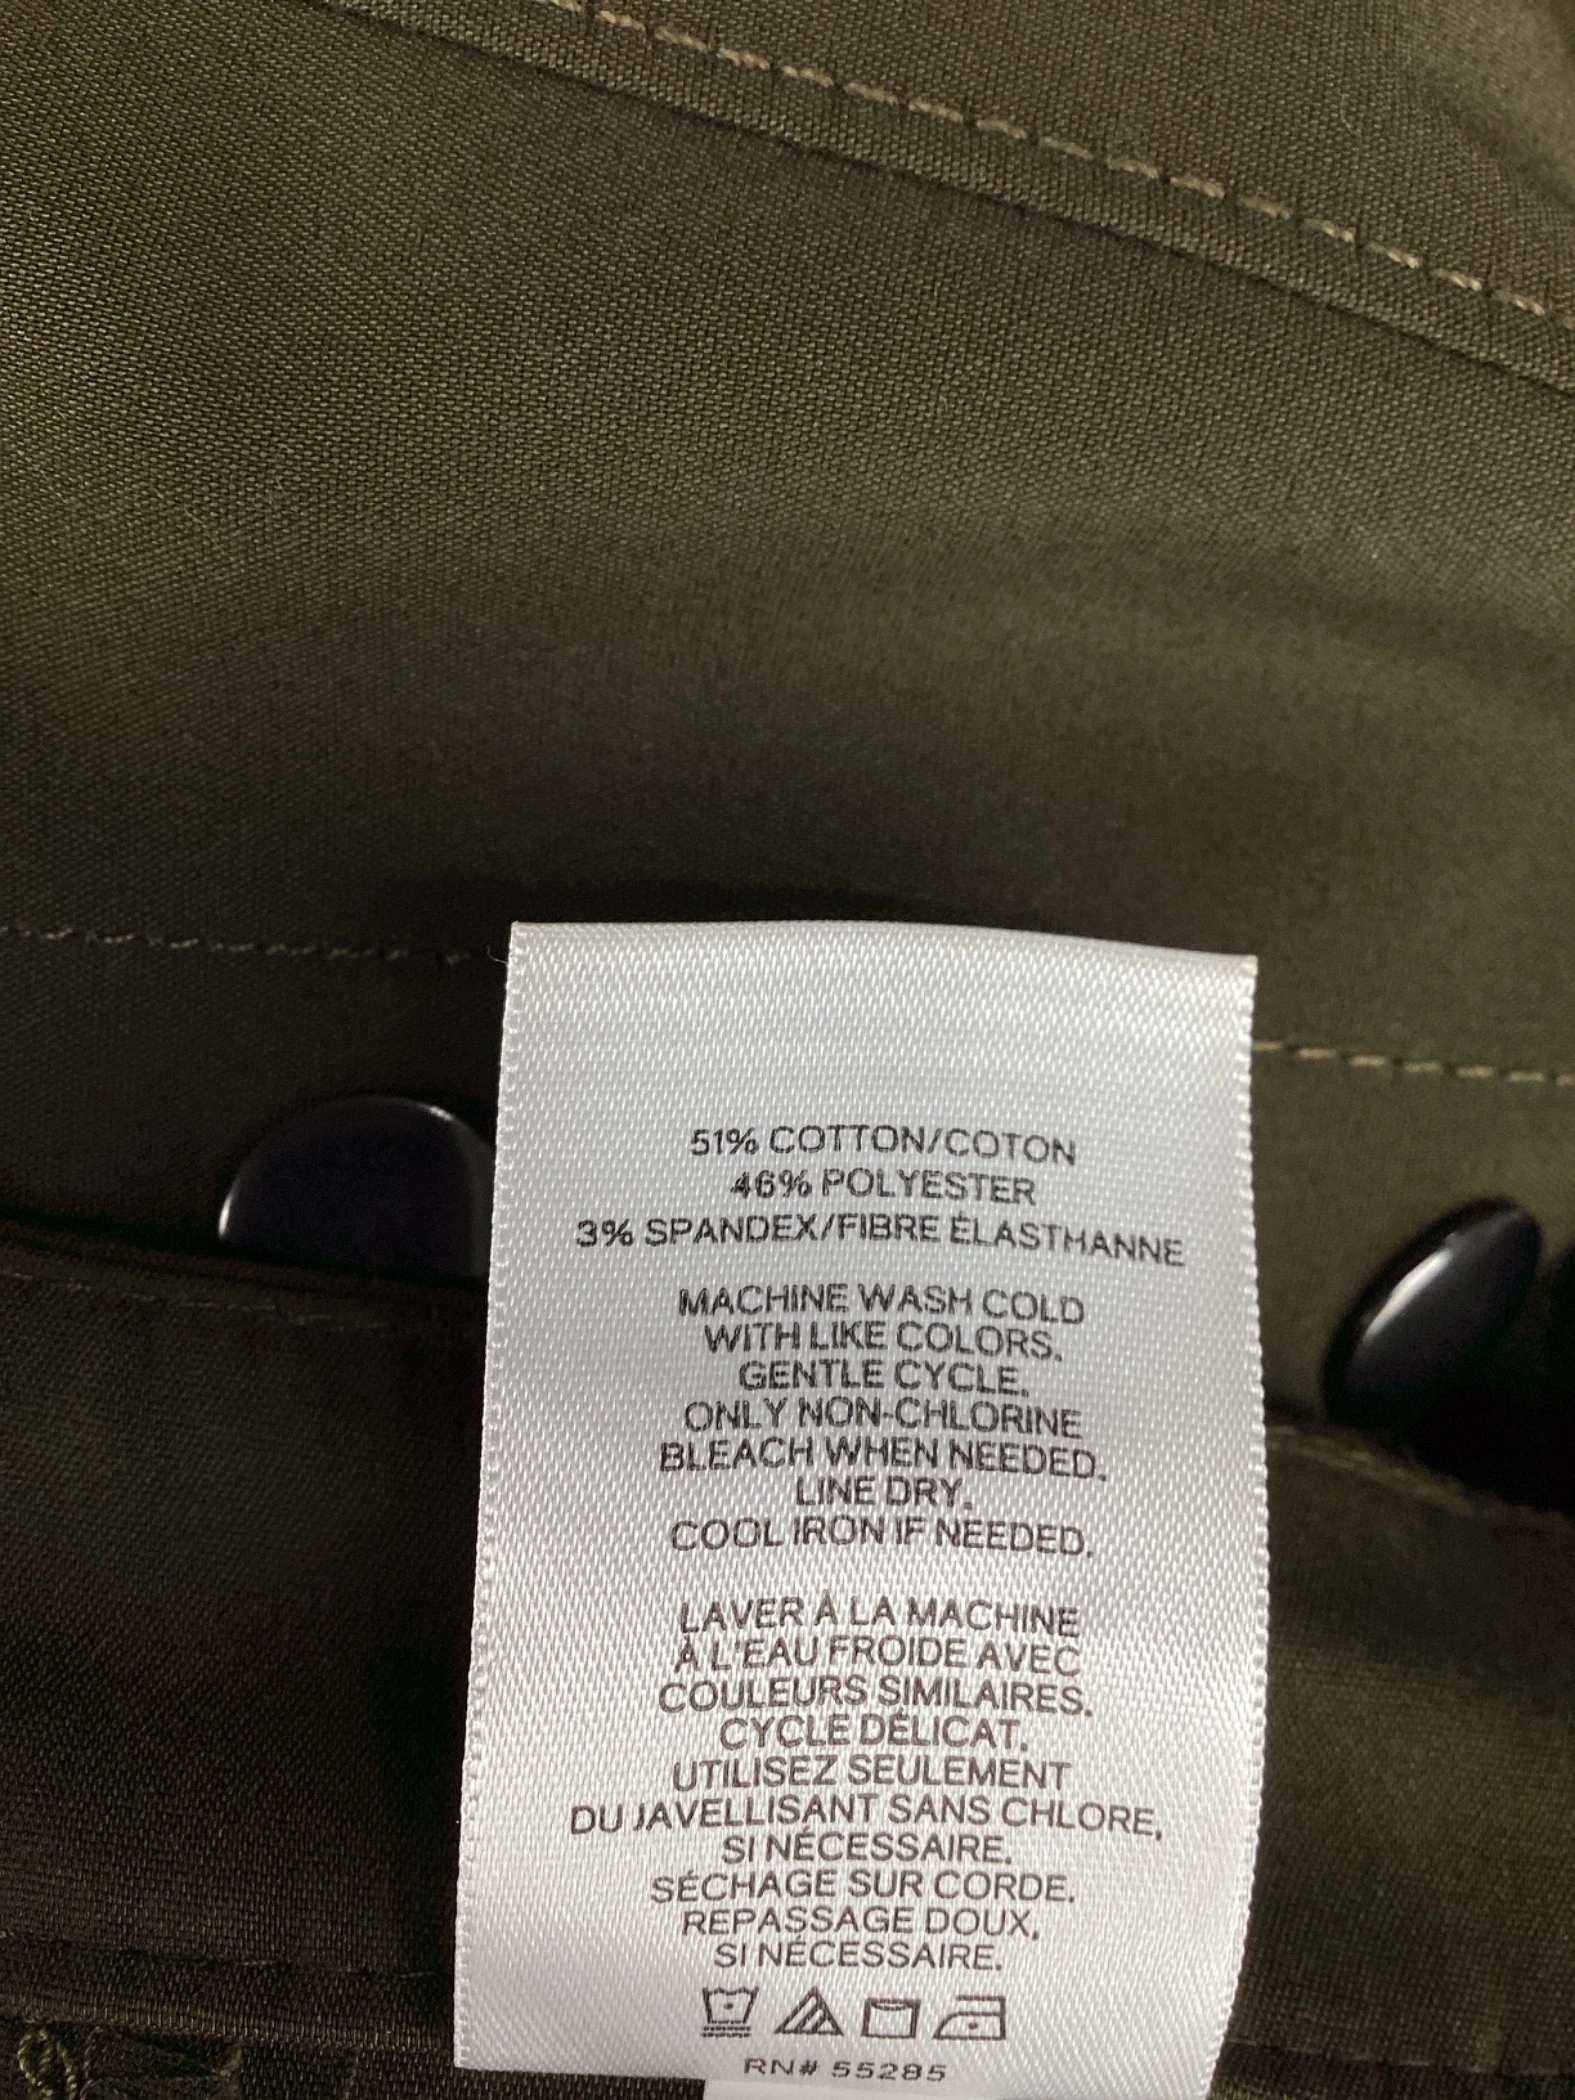 51% COTTON/COTON
46% POLYESTER
3% SPANDEX/FIBRE ÉLASTHANNE
MACHINE WASH COLD
WITH LIKE COLORS.
GENTLE CYCLE.
ONLY NON-CHLORINE
BLEACH WHEN NEEDED.
LINE DRY.
COOL IRON IF NEEDED.
LAVER À LA MACHINE
À L'EAU FROIDE AVEC
COULEURS SIMILAIRES.
CYCLE DÉLICAT.
UTILISEZ SEULEMENT
DU JAVELLISANT SANS CHLORE,
SI NÉCESSAIRE.
SÉCHAGE SUR CORDE.
REPASSAGE DOUX,
SI NÉCESSAIRE.
RN# 55285